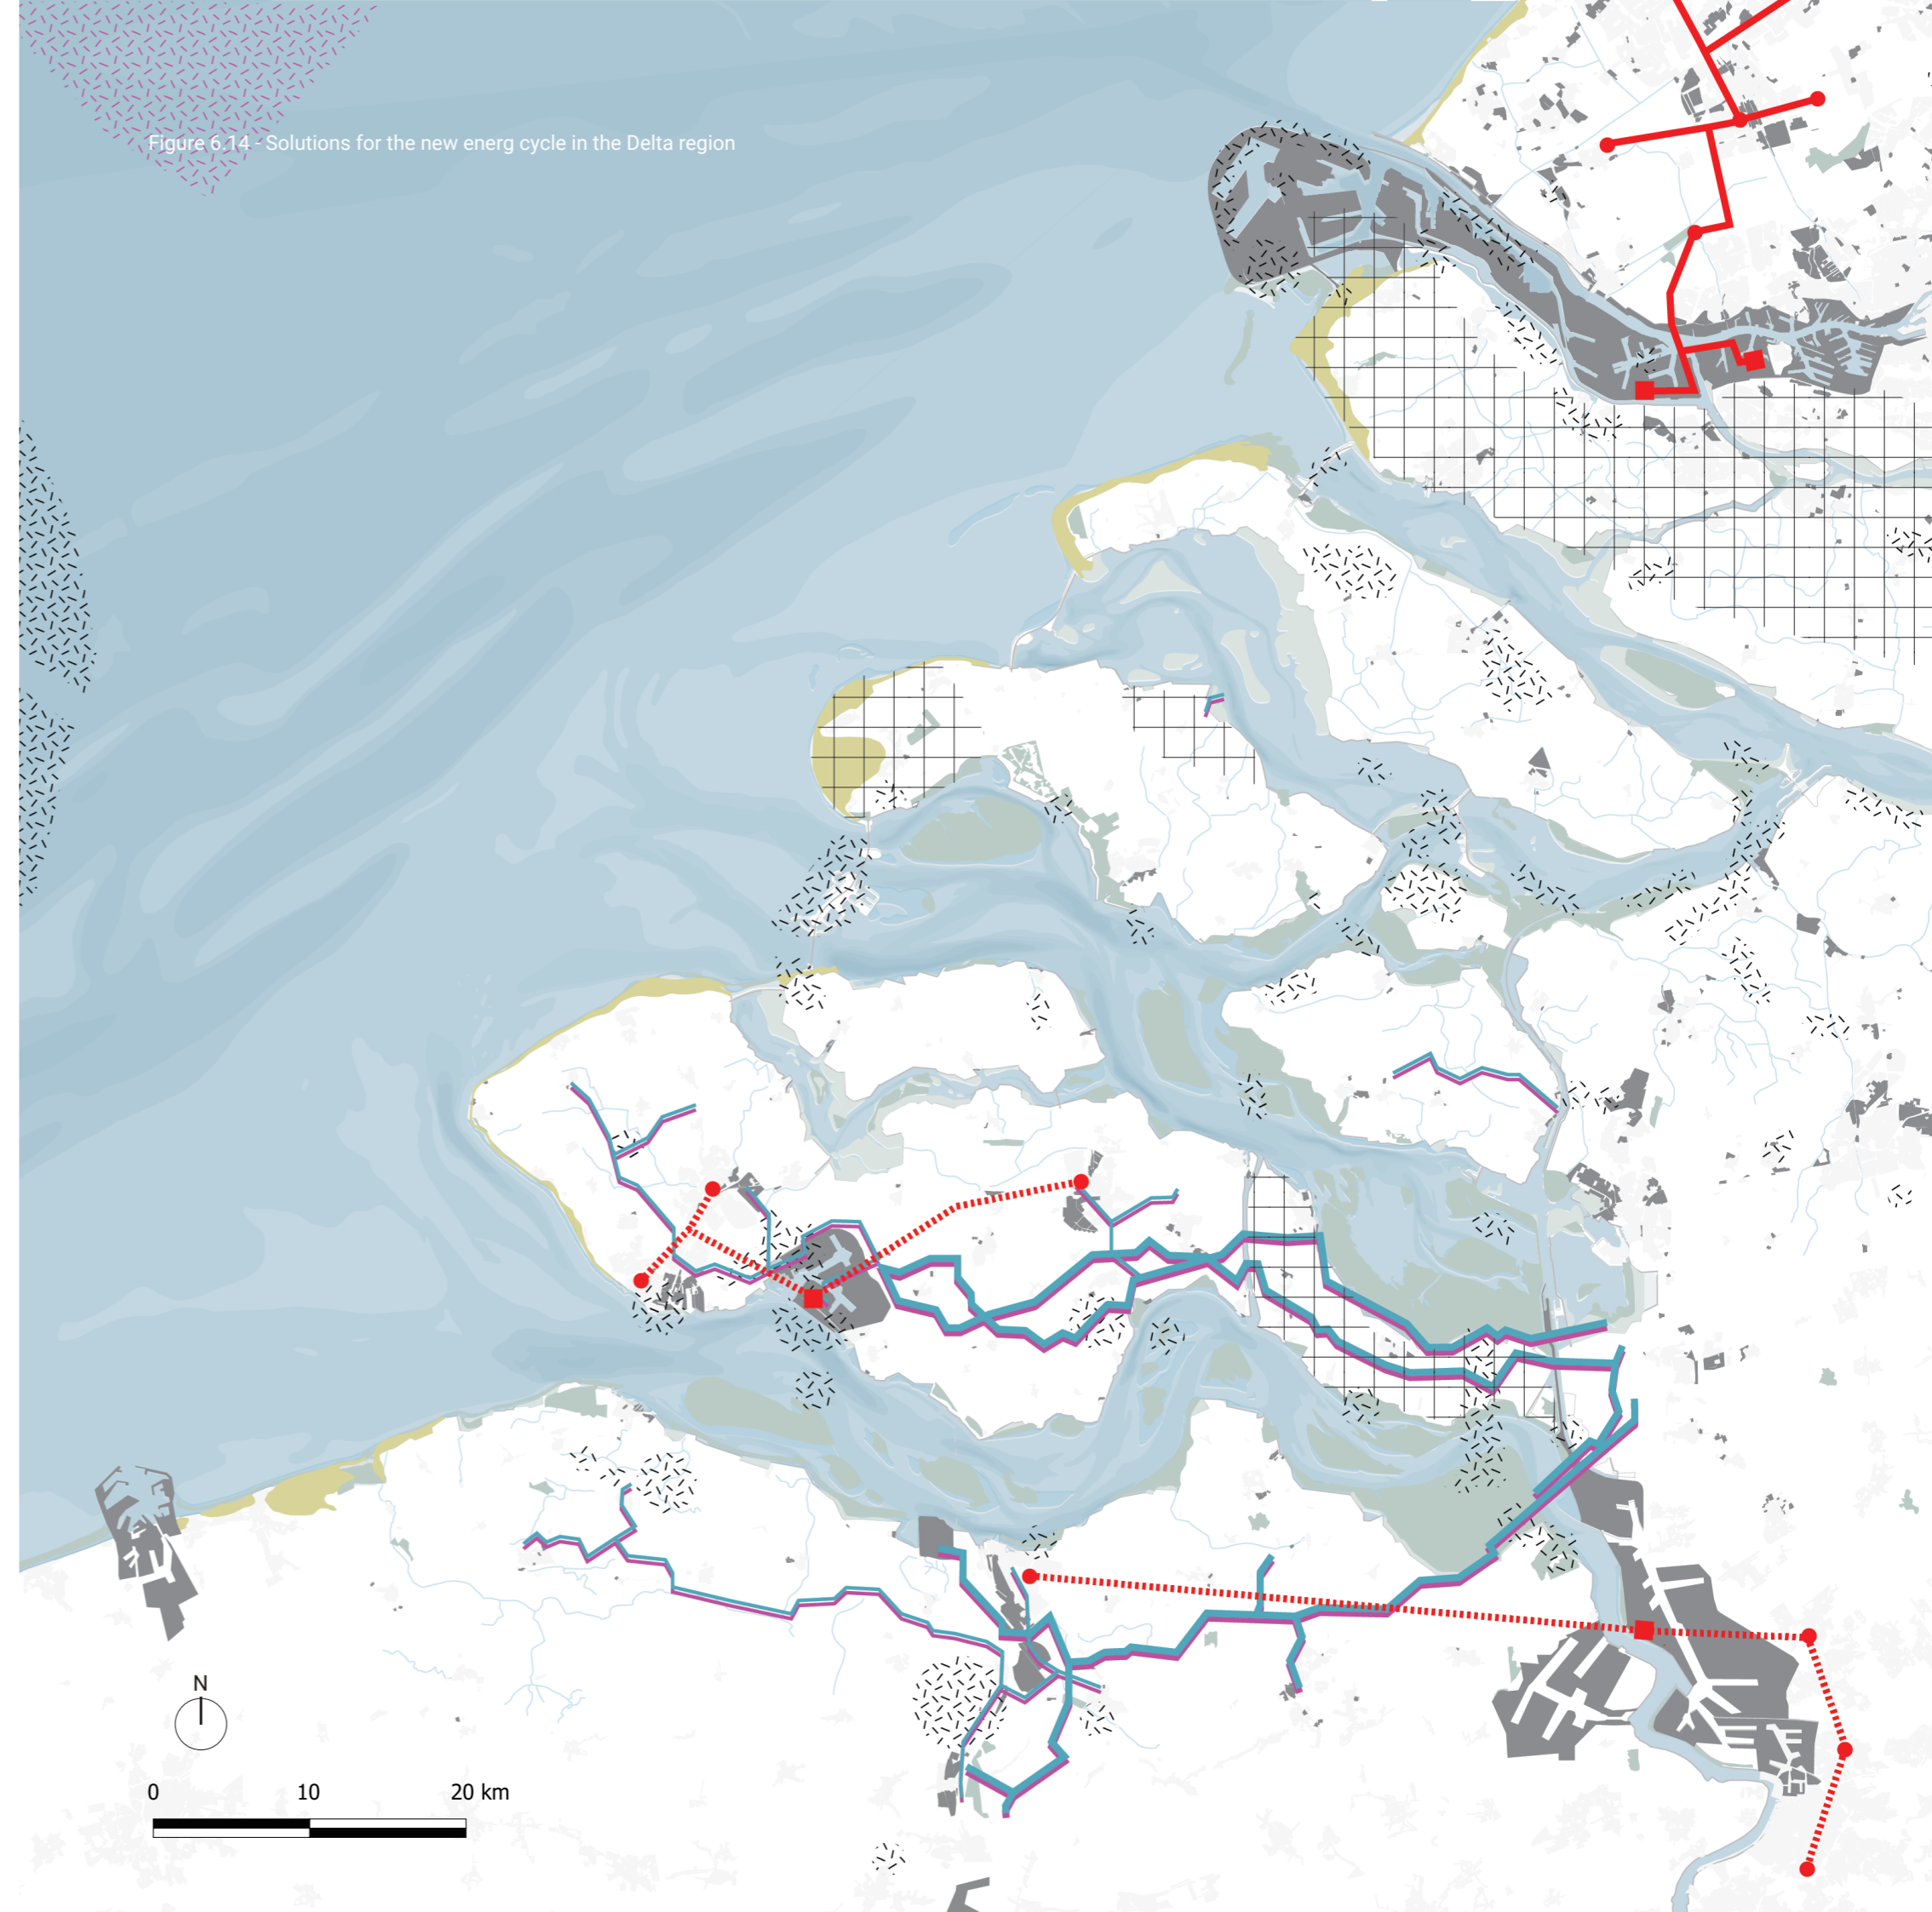 Figure 6.14 - Solutions for the new energ cycle in the Delta region
N
0 10 20 km